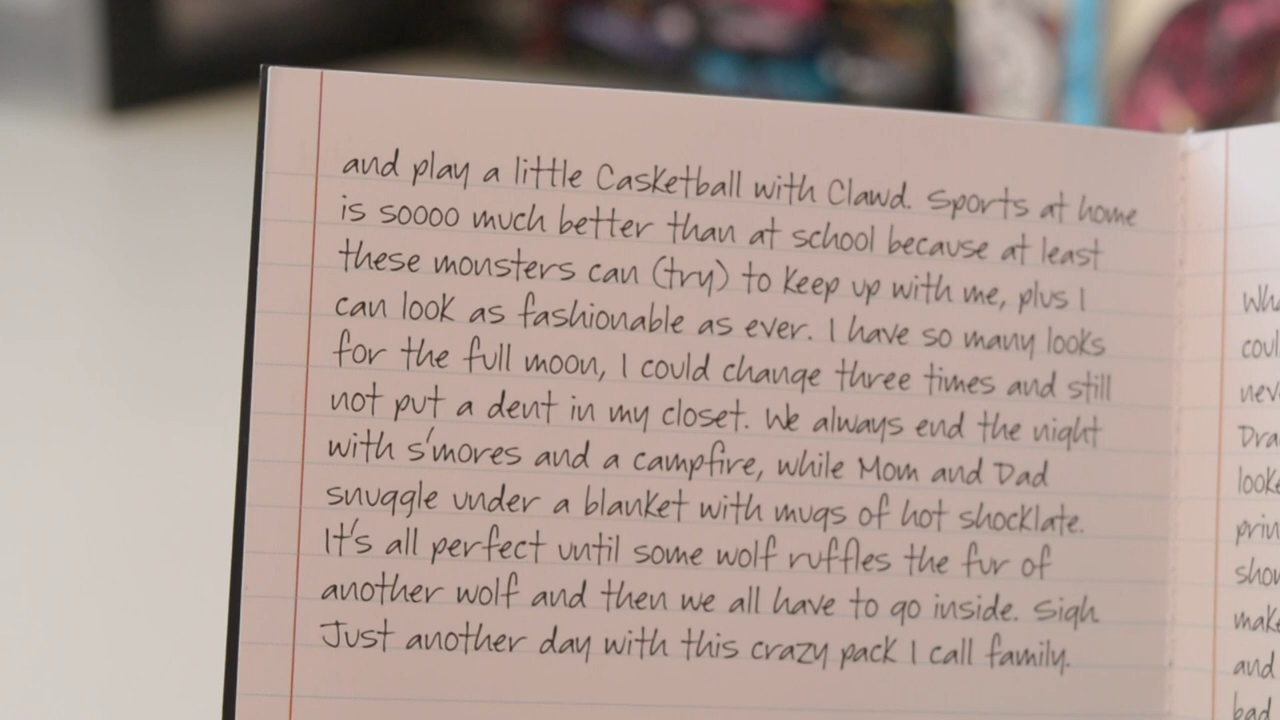 and play a little Casketball with Clawd. Sports at home
is soooo much better than at school because at least
these monsters can (try) to keep up with me, plus I
can look as fashionable as ever. I have so many looks
for the full moon, I could change three times and still
not put a dent in my closet. We always end the night
with s'mores and a campfire, while Mom and Dad
snuggle under a blanket with mugs of hot shocklate.
It's all perfect until some wolf ruffles the fur of
another wolf and then we all have to go inside. Sigh
Just another day with this crazy pack I call family.
and
bad